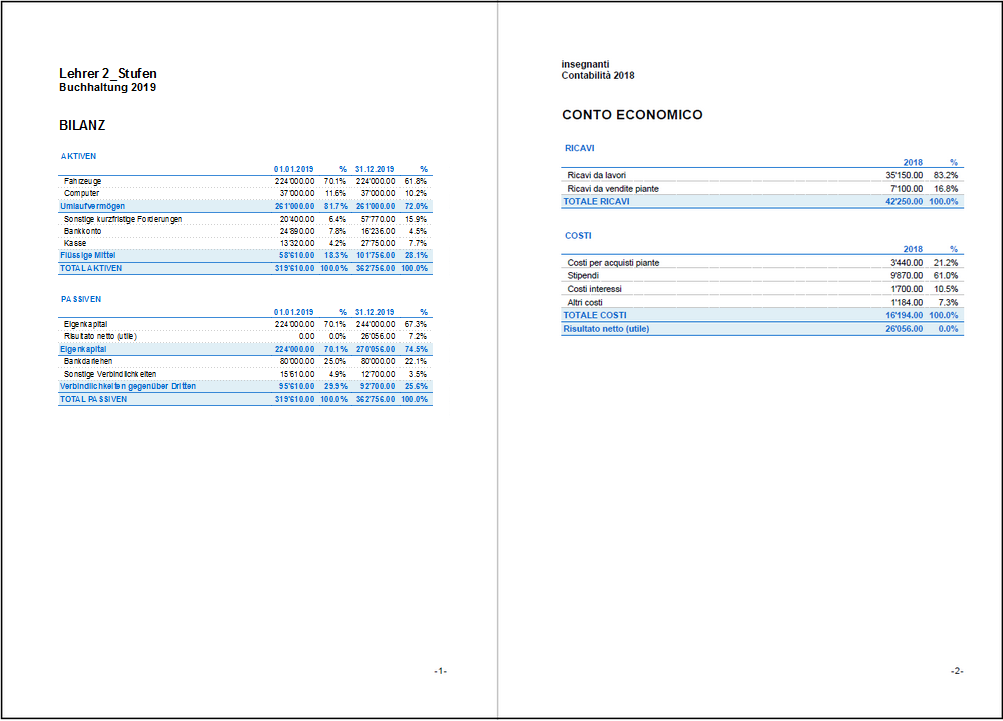 Lehrer 2_Stufen
Buchhaltung 2019
BILANZ
AKTIVEN
01.01.2019 % 31.12.2019 %
Fahrzeuge 224'000.00 70.1% 224'000.00 61.8%
Computer 37'000.00 11.6% 37'000.00 10.2%
Umlaufvermögen 261'000.00 81.7% 261'000.00 72.0%
Sonstige kurzfristige Forderungen 20'400.00 6.4% 57'770.00 15.9%
Bankkonto 24'890.00 7.8% 16'236.00 4.5%
Kasse 13'320.00 4.2% 27'750.00 7.7%
Flüssige Mittel 58'610.00 18.3% 101'756.00 28.1%
TOTAL AKTIVEN 319'610.00 100.0% 362'756.00 100.0%
PASSIVEN
01.01.2019 % 31.12.2019 %
Eigenkapital 224'000.00 70.1% 244'000.00 67.3%
Risultato netto (utile) 0.00 0.0% 26'056.00 7.2%
Eigenkapital 224'000.00 70.1% 270'056.00 74.5%
Bankdarlehen 80'000.00 25.0% 80'000.00 22.1%
Sonstige Verbindlichkeiten 15'610.00 4.9% 12'700.00 3.5%
Verbindlichkeiten gegenüber Dritten 95'610.00 29.9% 92'700.00 25.6%
TOTAL PASSIVEN 319'610.00 100.0% 362'756.00 100.0%
-1-
insegnanti
Contabilità 2018
CONTO ECONOMICO
RICAVI
2018 %
Ricavi da lavori 35'150.00 83.2%
Ricavi da vendite piante 7'100.00 16.8%
TOTALE RICAVI 42'250.00 100.0%
COSTI
2018 %
Costi per acquisti piante 3'440.00 21.2%
Stipendi 9'870.00 61.0%
Costi interessi 1'700.00 10.5%
Altri costi 1'184.00 7.3%
TOTALE COSTI 16'194.00 100.0%
Risultato netto (utile) 26'056.00 0.0%
-2-